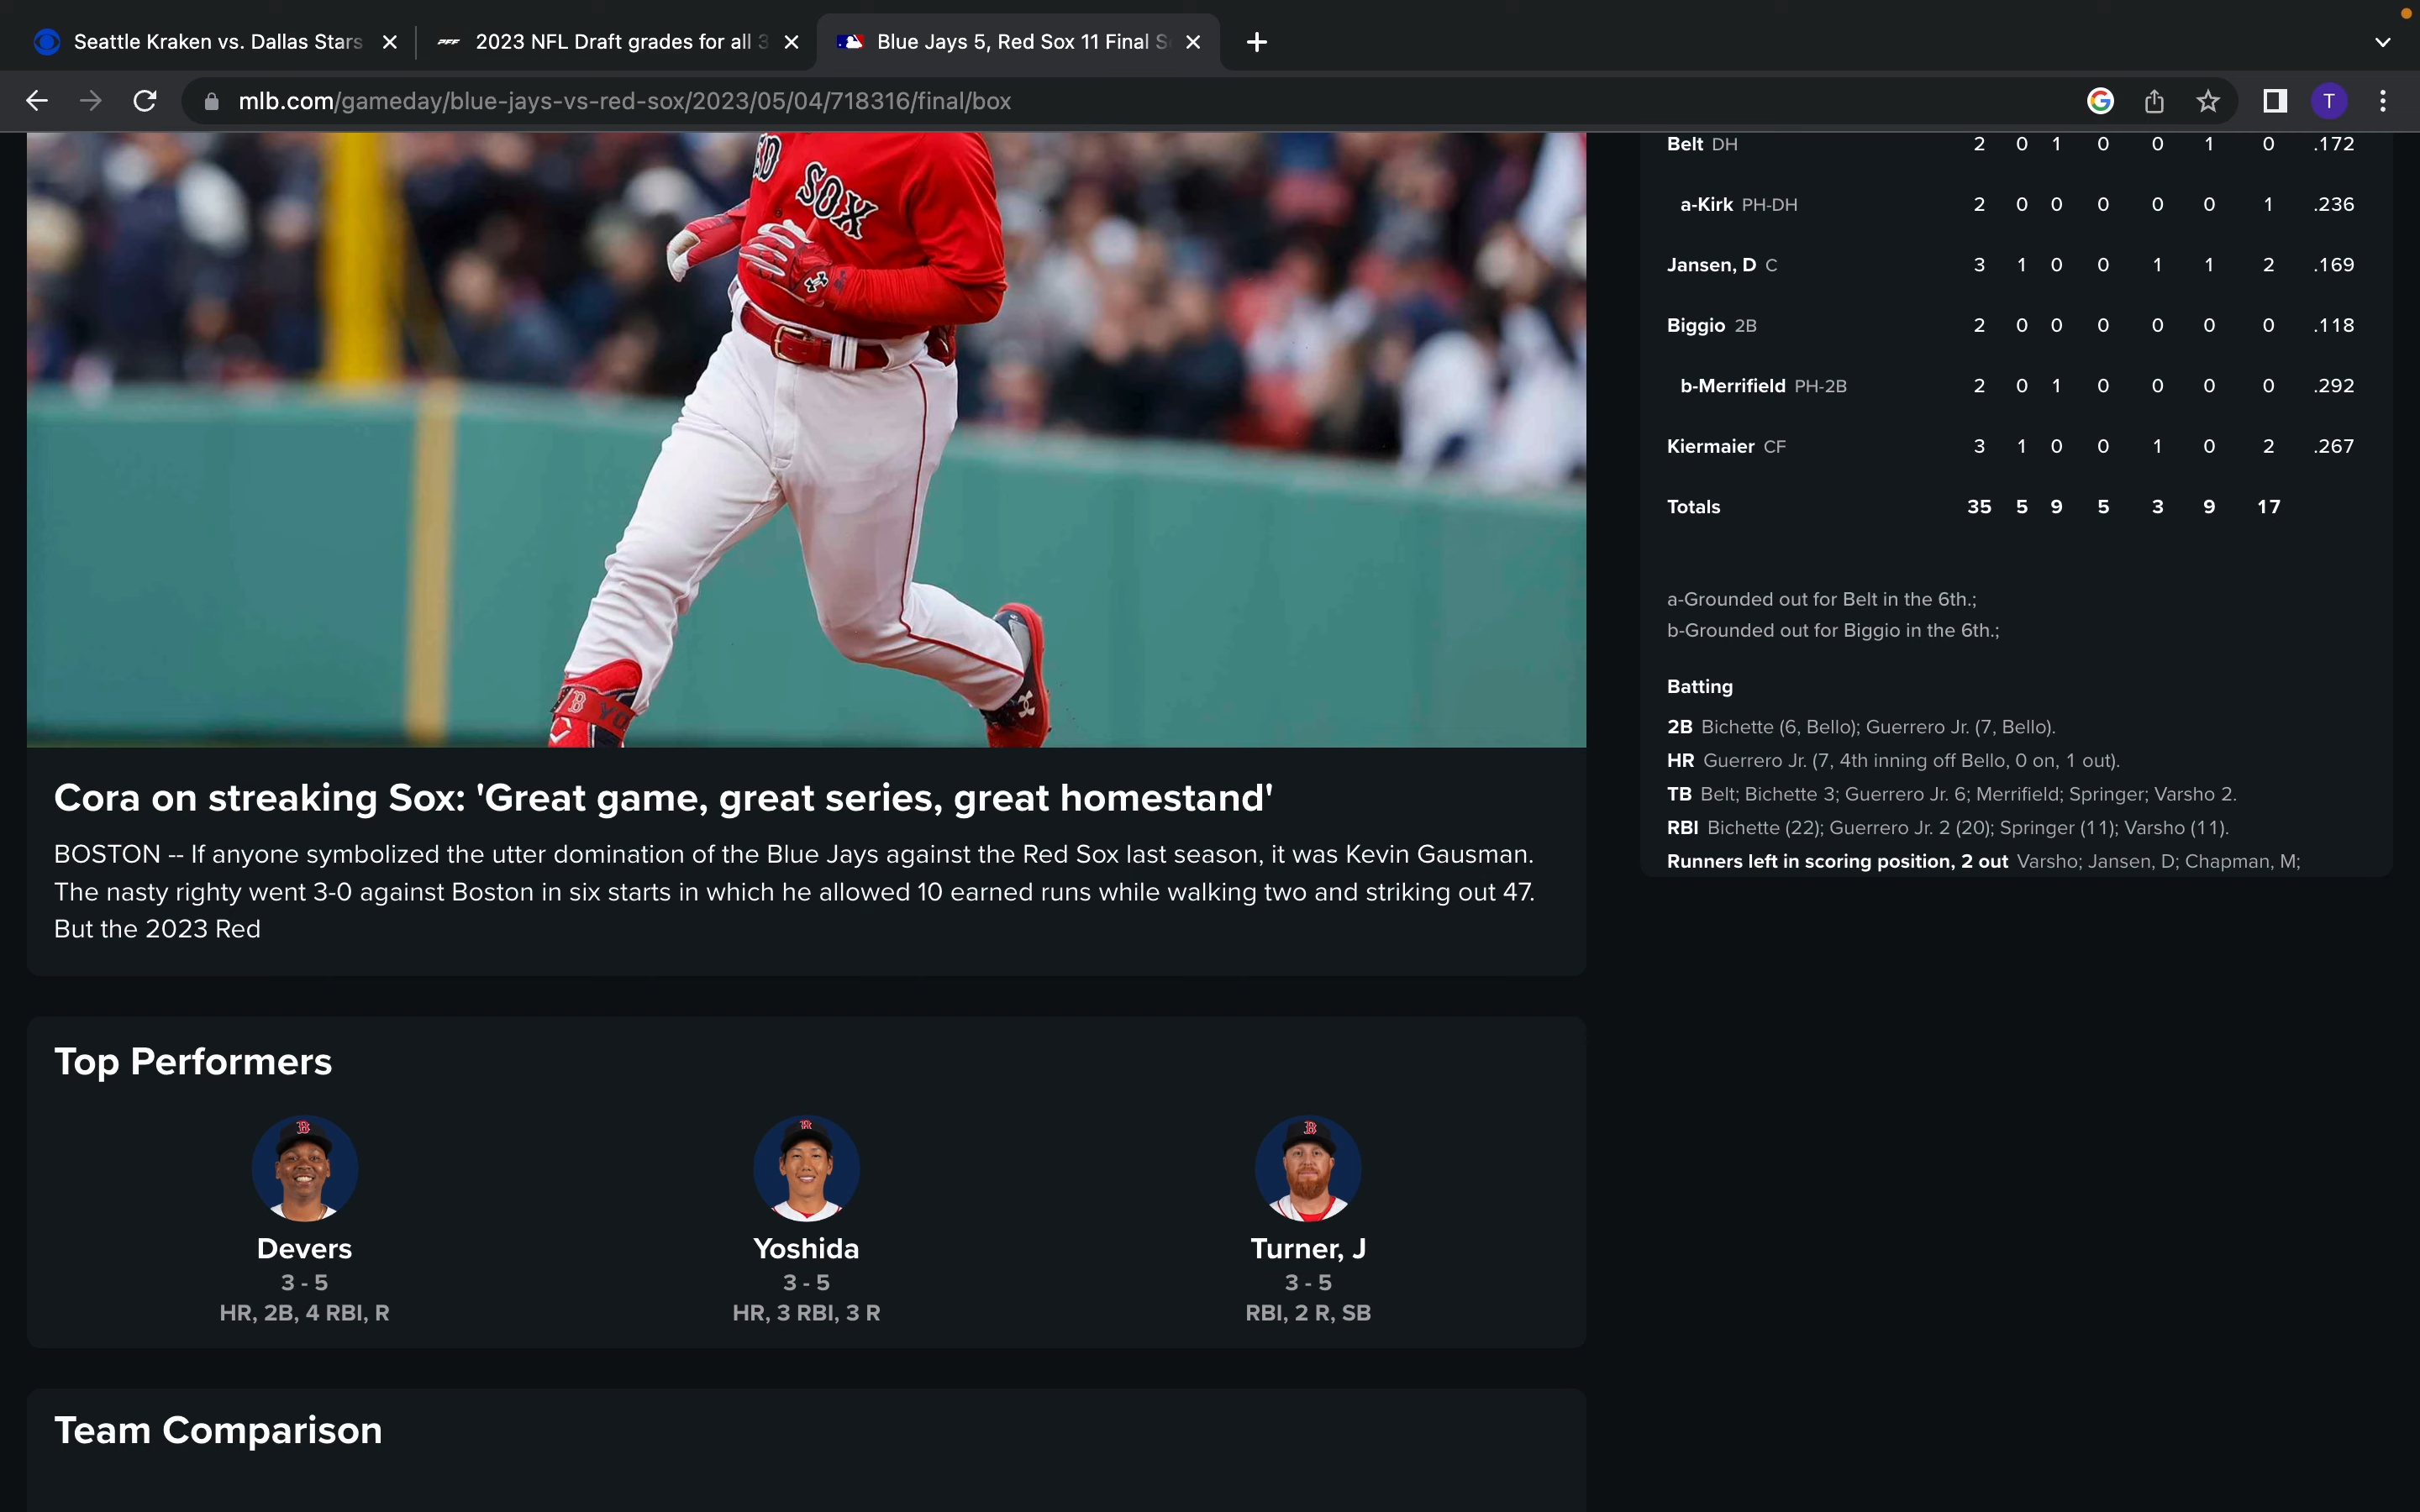 Seattle Kraken vs. Dallas Stars
2023 NFL Draft grades for all 3
Blue Jays 5, Red Sox 11 Final S
mlb.com/gameday/blue-jays-vs-red-sox/2023/05/04/718316/final/box
T
SOX
B YO
Cora on streaking Sox: 'Great game, great series, great homestand'
BOSTON -- If anyone symbolized the utter domination of the Blue Jays against the Red Sox last season, it was Kevin Gausman.
The nasty righty went 3-0 against Boston in six starts in which he allowed 10 earned runs while walking two and striking out 47.
But the 2023 Red
Top Performers
Devers
3 - 5
HR, 2B, 4 RBI, R
Yoshida
3 - 5
HR, 3 RBI, 3 R
Turner, J
3 - 5
RBI, 2 R, SB
Team Comparison
Belt DH 2 0 1 0 0 1 0 .172
a-Kirk PH-DH 2 0 0 0 0 0 1 .236
Jansen, D C 3 1 0 0 1 1 2 .169
Biggio 2B 2 0 0 0 0 0 0 .118
b-Merrifield PH-2B 2 0 1 0 0 0 0 .292
Kiermaier CF 3 1 0 0 1 0 2 .267
Totals 35 5 9 5 3 9 17
a-Grounded out for Belt in the 6th.;
b-Grounded out for Biggio in the 6th.;
Batting
2B Bichette (6, Bello); Guerrero Jr. (7, Bello).
HR Guerrero Jr. (7, 4th inning off Bello, 0 on, 1 out).
TB Belt; Bichette 3; Guerrero Jr. 6; Merrifield; Springer; Varsho 2.
RBI Bichette (22); Guerrero Jr. 2 (20); Springer (11); Varsho (11).
Runners left in scoring position, 2 out Varsho; Jansen, D; Chapman, M;